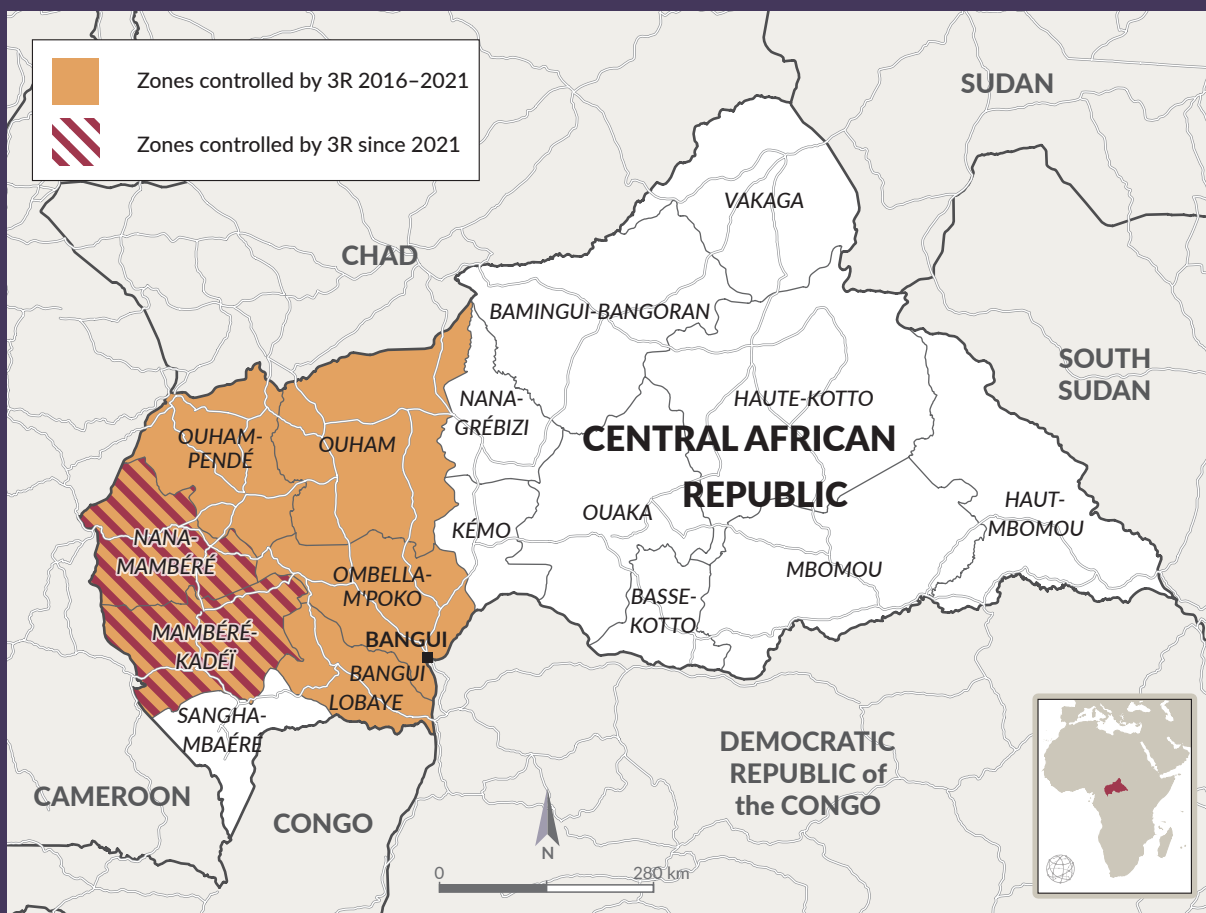 Zones controlled by 3R 2016–2021
Zones controlled by 3R since 2021
SUDAN
VAKAGA
CHAD
BAMINGUI-BANGORAN
SOUTH
SUDAN
NANA-
GRÉBIZI
HAUTE-KOTTO
OUHAM-
PENDÉ
OUHAM
CENTRAL AFRICAN
REPUBLIC
HAUT-
MBOMOU
OUAKA
KÉMO
NANA-
MAMBÉRÉ
MBOMOU
OMBELLA-
M'POKO
BASSE-
KOTTO
MAMBÉRÉ-
KADÉÏ
BANGUI
BANGUI
LOBAYE
SANGHA-
MBAÉRÉ
DEMOCRATIC
REPUBLIC of
the CONGO
CAMEROON
CONGO
N
0 280 km